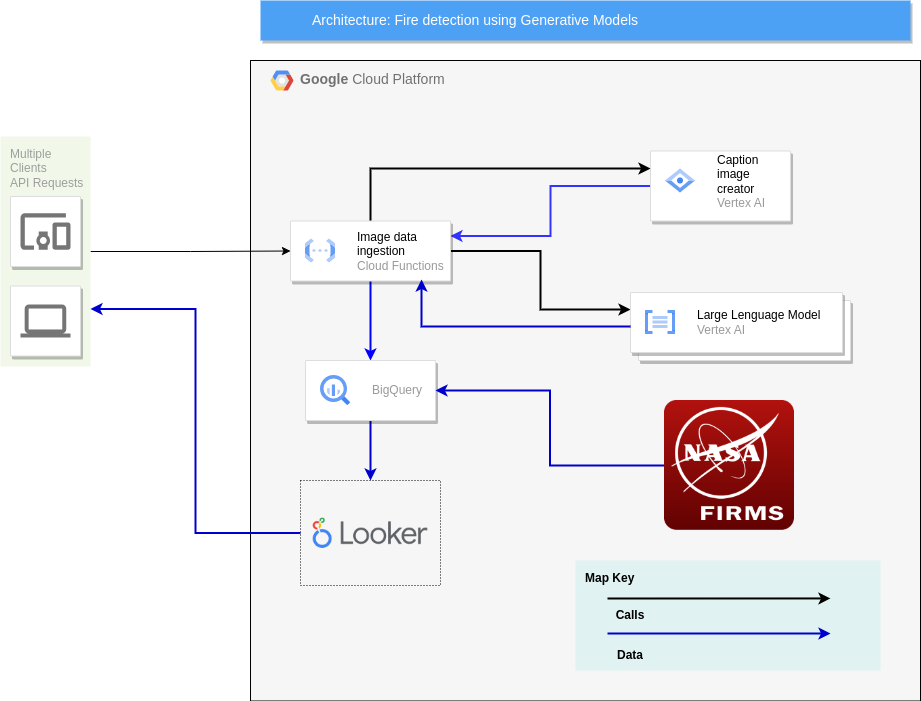 Architecture: Fire detection using Generative Models
Google Cloud Platform
Multiple
Clients
API Requests
Caption
image
creator
Vertex AI
Image data
ingestion
Cloud Functions
Large Lenguage Model
Vertex AI
BigQuery
NASA
FIRMS
Looker
Map Key
Calls
Data